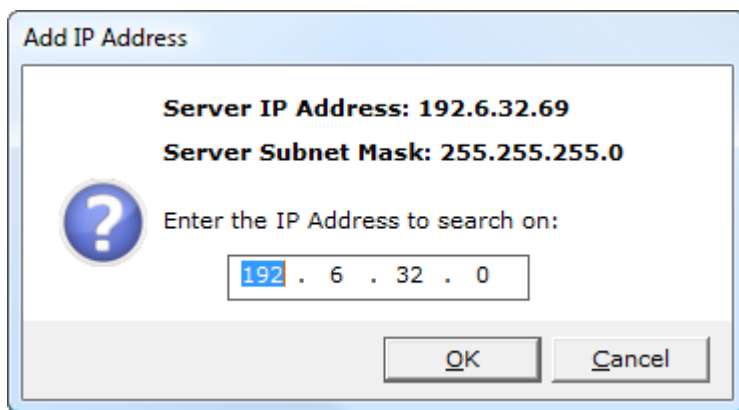 Add IP Address
Server IP Address: 192.6.32.69
Server Subnet Mask: 255.255.255.0
?
Enter the IP Address to search on:
192 . 6 . 32 . 0
OK Cancel